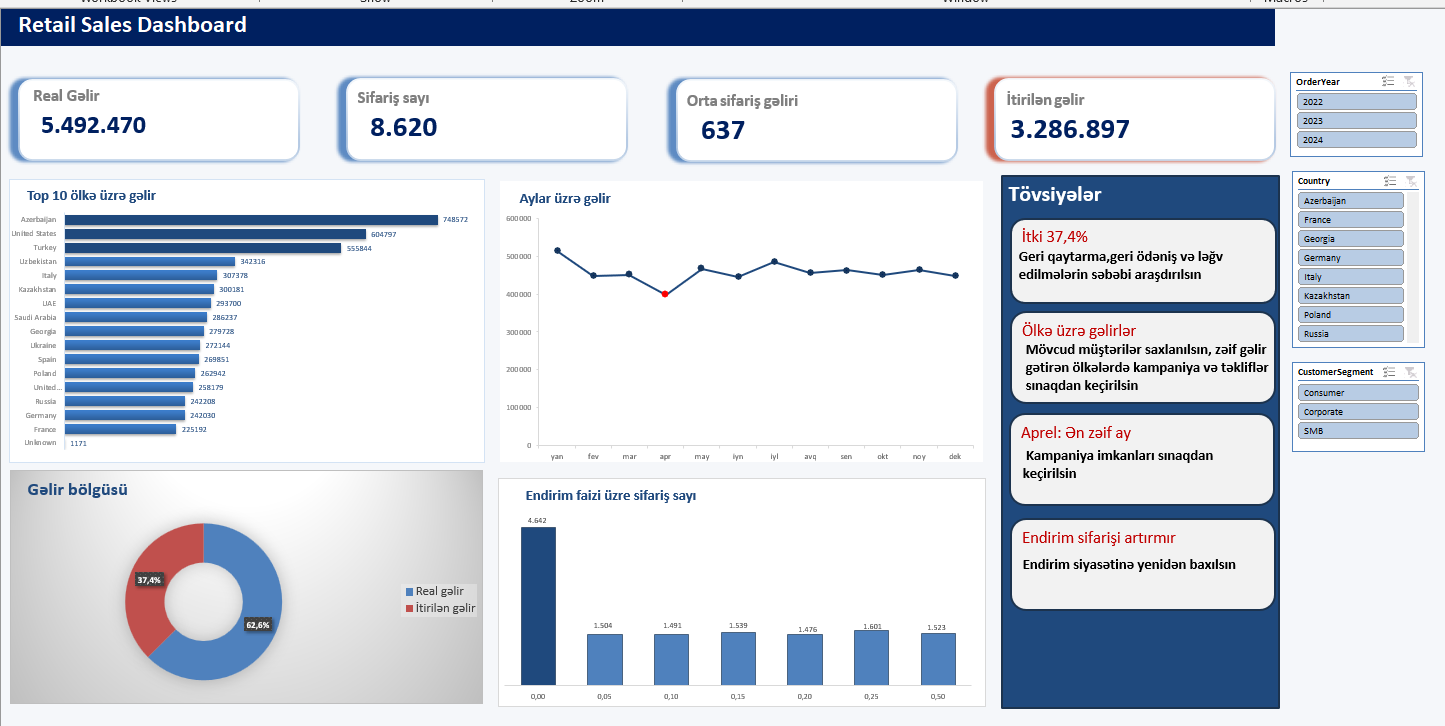 Workbook Views Show Zoom Window Macros
Retail Sales Dashboard
Real Gəlir
5.492.470
Sifariş sayı
8.620
Orta sifariş gəliri
637
İtirilən gəlir
3.286.897
OrderYear
2022
2023
2024
Top 10 ölkə üzrə gəlir
Azerbaijan 748572
United States 604797
Turkey 555844
Uzbekistan 342316
Italy 307378
Kazakhstan 300181
UAE 293700
Saudi Arabia 286237
Georgia 279728
Ukraine 272144
Spain 269851
Poland 262942
United... 258179
Russia 242208
Germany 242030
France 225192
Unknown 1171
Aylar üzrə gəlir
600000
500000
400000
300000
200000
100000
0
yan fev mar apr may iyn iyl avq sen okt noy dek
Tövsiyələr
İtki 37,4%
Geri qaytarma,geri ödəniş və ləğv
edilmələrin səbəbi araşdırılsın
Ölkə üzrə gəlirlər
Mövcud müştərilər saxlanılsın, zəif gəlir
gətirən ölkələrdə kampaniya və təkliflər
sınaqdan keçirilsin
Aprel: Ən zəif ay
Kampaniya imkanları sınaqdan
keçirilsin
Endirim sifarişi artırmır
Endirim siyasətinə yenidən baxılsın
Country
Azerbaijan
France
Georgia
Germany
Italy
Kazakhstan
Poland
Russia
CustomerSegment
Consumer
Corporate
SMB
Gəlir bölgüsü
37,4%
62,6%
Real gəlir
İtirilən gəlir
Endirim faizi üzre sifariş sayı
4.642
1.504 1.491 1.539 1.476 1.601 1.523
0,00 0,05 0,10 0,15 0,20 0,25 0,50